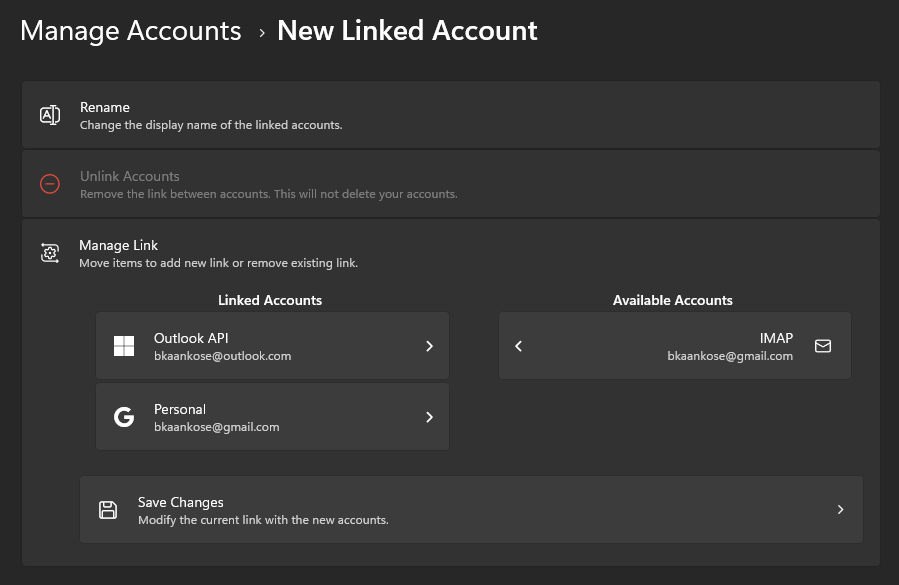 Manage Accounts › New Linked Account
Rename
Change the display name of the linked accounts.
Unlink Accounts
Remove the link between accounts. This will not delete your accounts.
Manage Link
Move items to add new link or remove existing link.
Linked Accounts
Outlook API
bkaankose@outlook.com
Personal
bkaankose@gmail.com
Available Accounts
IMAP
bkaankose@gmail.com
Save Changes
Modify the current link with the new accounts.